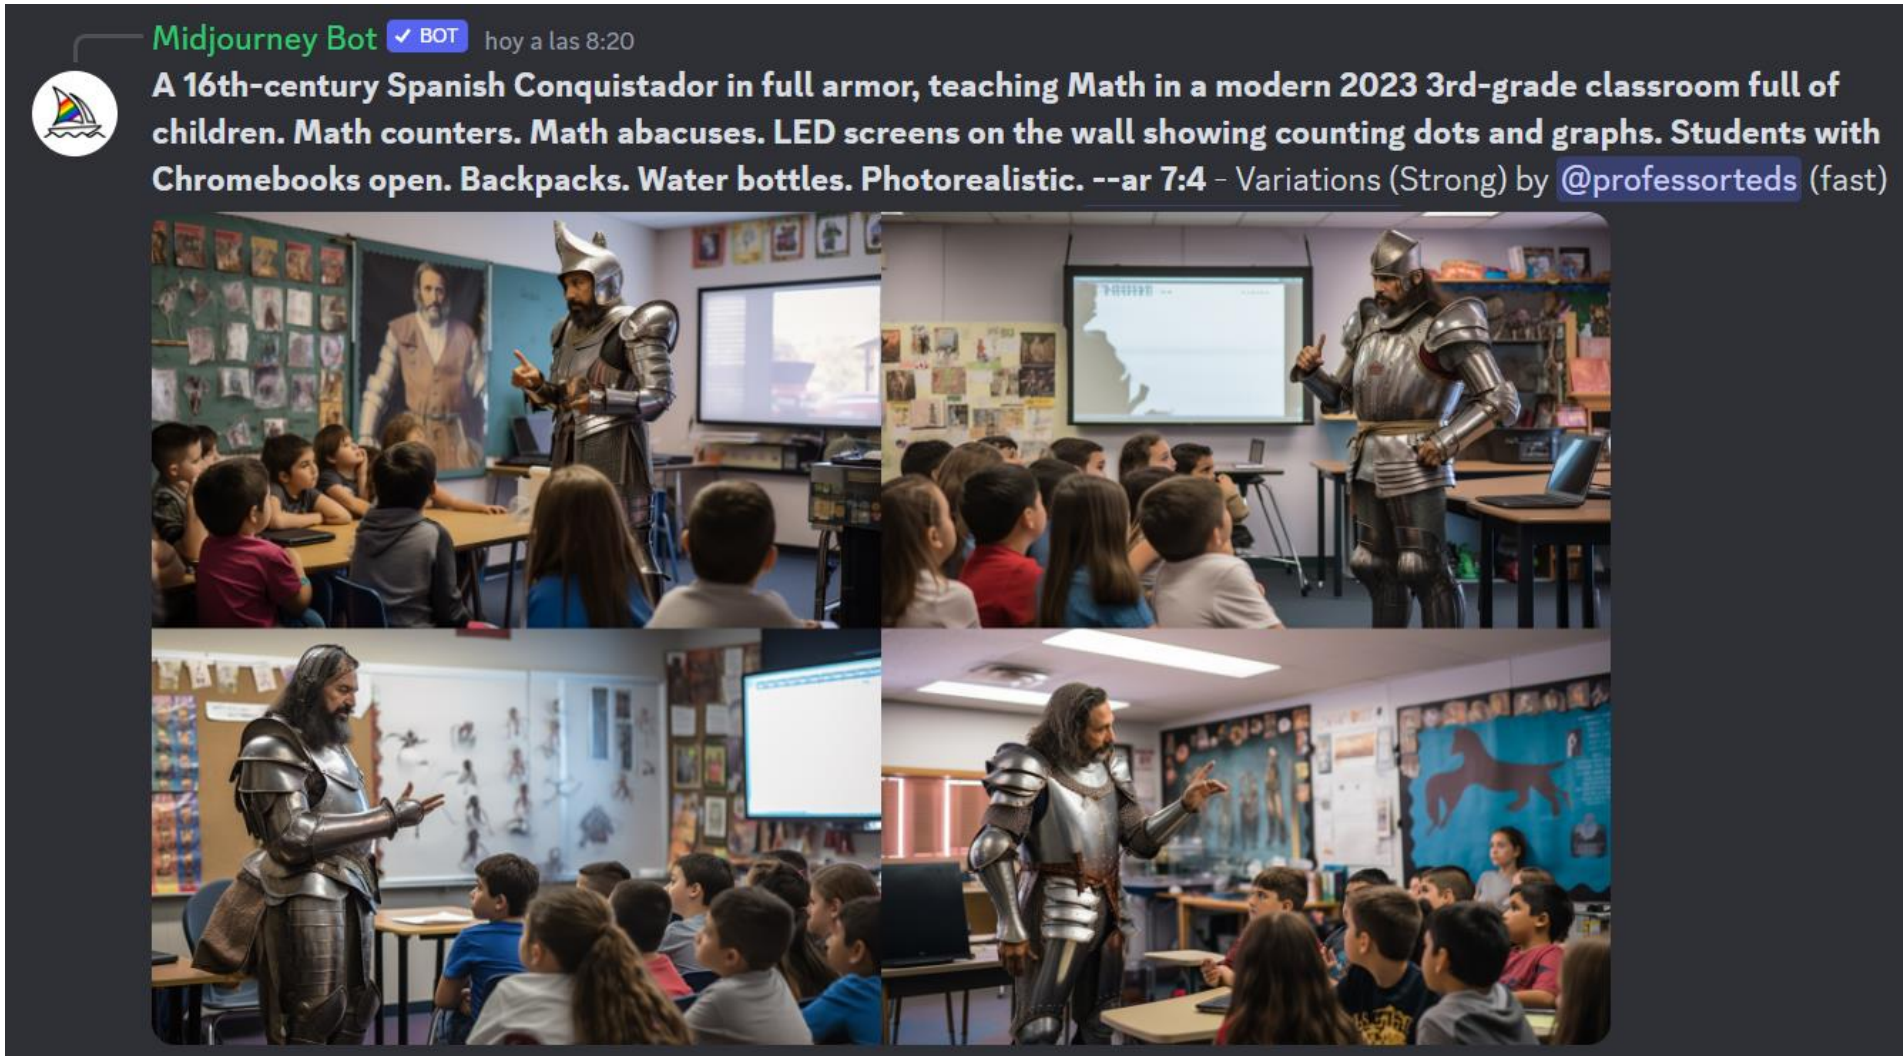 Midjourney Bot ✓ BOT hoy a las 8:20
A 16th-century Spanish Conquistador in full armor, teaching Math in a modern 2023 3rd-grade classroom full of
children. Math counters. Math abacuses. LED screens on the wall showing counting dots and graphs. Students with
Chromebooks open. Backpacks. Water bottles. Photorealistic. --ar 7:4 - Variations (Strong) by @professorteds (fast)